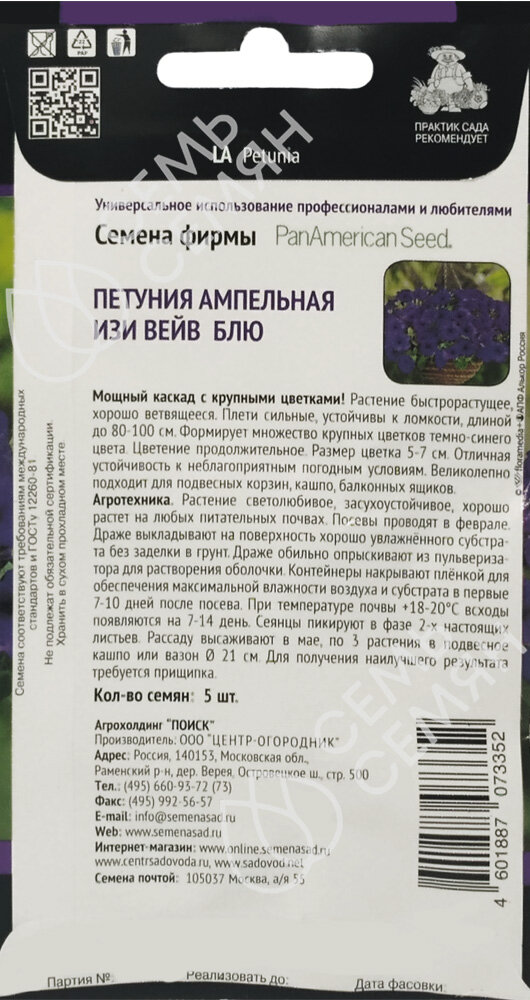 22
PAP
ПРАКТИК САДА
РЕКОМЕНДУЕТ
LA Petunia
Универсальное использование профессионалами и любителями
Семена фирмы PanAmerican Seed.
ПЕТУНИЯ АМПЕЛЬНАЯ
ИЗИ ВЕЙВ БЛЮ
Мощный каскад с крупными цветками! Растение быстрорастущее,
хорошо ветвящееся. Плети сильные, устойчивы к ломкости, длиной
до 80-100 см. Формирует множество крупных цветков темно-синего
цвета. Цветение продолжительное. Размер цветка 5-7 см. Отличная
устойчивость к неблагоприятным погодным условиям. Великолепно
подходит для подвесных корзин, кашпо, балконных ящиков.
Агротехника. Растение светолюбивое, засухоустойчивое, хорошо
растет на любых питательных почвах. Посевы проводят в феврале.
Драже выкладывают на поверхность хорошо увлажнённого субстра-
та без заделки в грунт. Драже обильно опрыскивают из пульвериза-
тора для растворения оболочки. Контейнеры накрывают плёнкой для
обеспечения максимальной влажности воздуха и субстрата в первые
7-10 дней после посева. При температуре почвы +18-20°С всходы
появляются на 7-14 день. Сеянцы пикируют в фазе 2-х настоящих
листьев. Рассаду высаживают в мае, по 3 растения в подвесное
кашпо или вазон Ø 21 см. Для получения наилучшего результата
требуется прищипка.
Кол-во семян: 5 шт.
Агрохолдинг "ПОИСК"
Производитель: ООО "ЦЕНТР-ОГОРОДНИК"
Адрес: Россия, 140153, Московская обл.,
Раменский р-н, дер. Верея, Островецкое ш., стр. 500
Тел.: (495) 660-93-72 (73)
Факс: (495) 992-56-57
E-mail: info@semenasad.ru
Web: www.semenasad.ru
Интернет-магазин: www.online.semenasad.ru
www.centrsadovoda.ru, www.sadovod.net
Семена почтой: 105037 Москва, а/я 55
Партия №:
Реализовать до:
Дата фасовки:
Семена соответствуют требованиям международных
стандартов и ГОСТу 12260-81
Не подлежат обязательной сертификации
Хранить в сухом прохладном месте
4 601887 073352
СЕМЬ
СЕМЯН
СЕМЬ
СЕМЯН